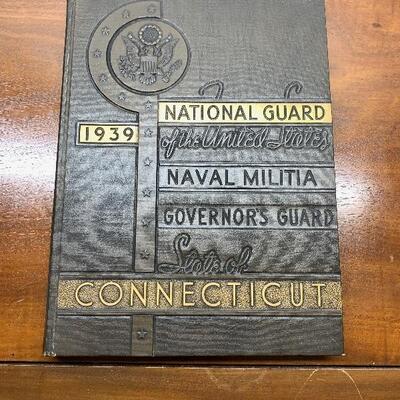 NATIONAL GUARD
1939
of the United States
NAVAL MILITIA
GOVERNOR'S GUARD
State of
CONNECTICUT